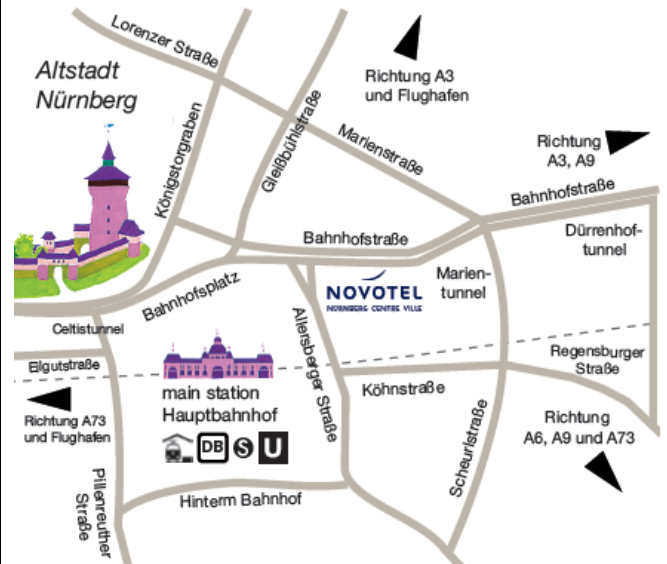 Lorenzer Straße
Altstadt
Nürnberg
Richtung A3
und Flughafen
Königstorgraben
Gleißbühlstraße
Marienstraße
Richtung
A3, A9
Bahnhofstraße
Dürrenhof-
tunnel
Bahnhofstraße
Marien-
tunnel
Bahnhofsplatz
NOVOTEL
NÜRNBERG CENTRE VILLE
Celtistunnel
Allersberger Straße
Eilgutstraße
Regensburger
Straße
main station
Hauptbahnhof
Köhnstraße
Richtung A73
und Flughafen
DB
S
U
Richtung
A6, A9 und A73
Scheurlstraße
Pillenreuther
Straße
Hinterm Bahnhof